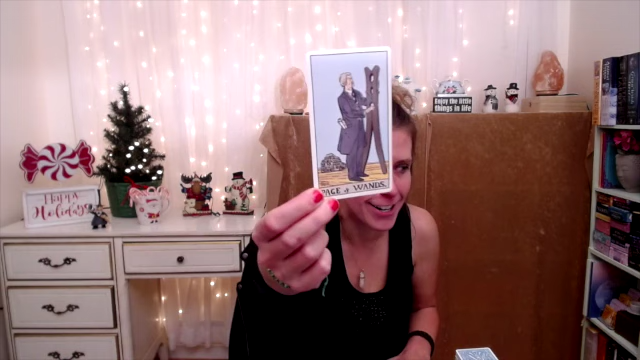 PAGE of WANDS.
Enjoy the little
things in life
Happy
Holidays